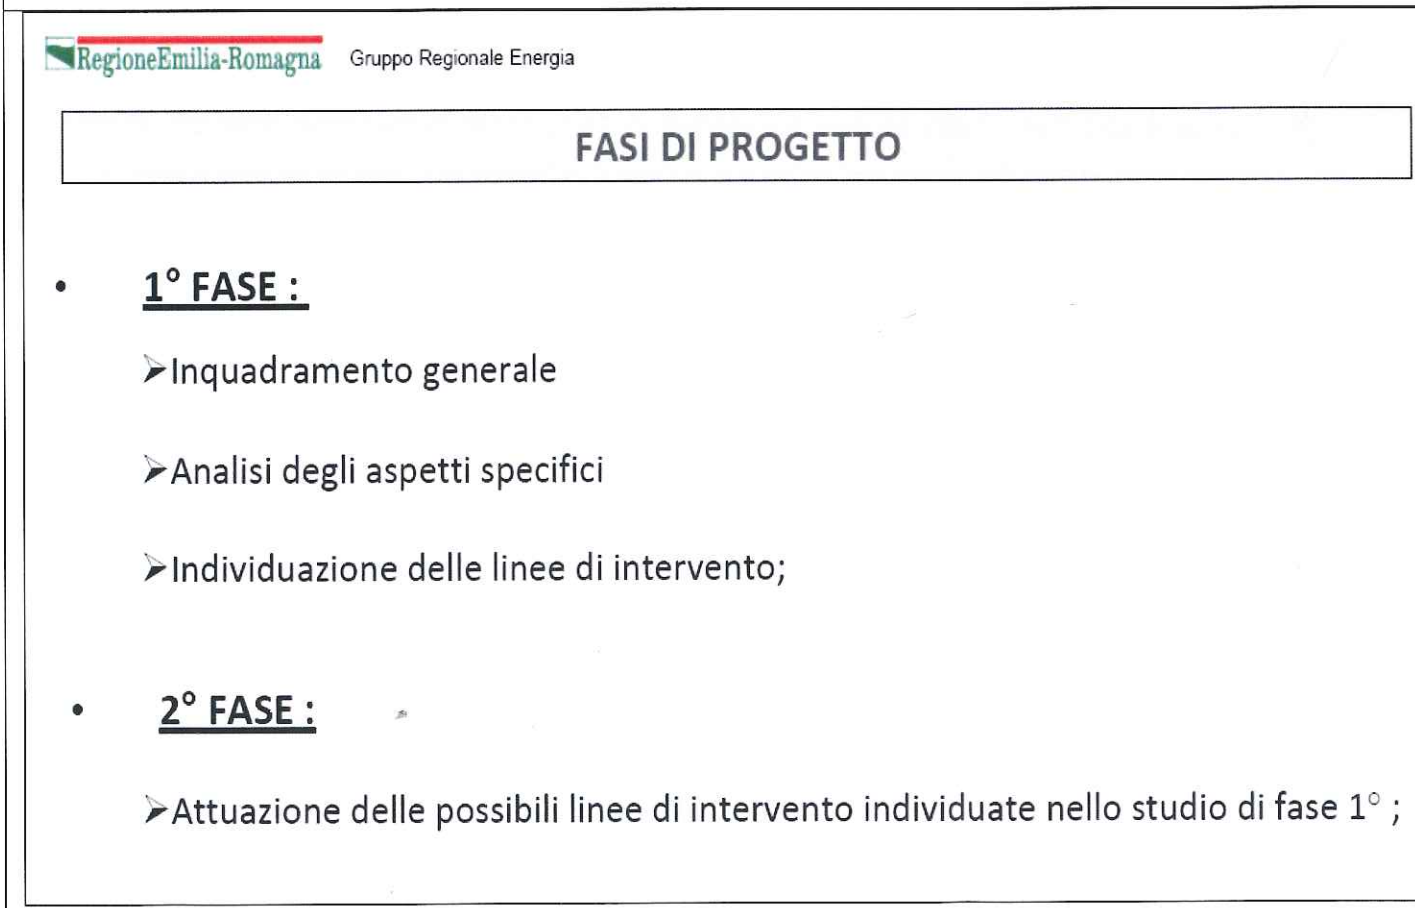 RegioneEmilia-Romagna Gruppo Regionale Energia
FASI DI PROGETTO
• 1° FASE :
➢Inquadramento generale
➢Analisi degli aspetti specifici
➢Individuazione delle linee di intervento;
• 2° FASE :
➢Attuazione delle possibili linee di intervento individuate nello studio di fase 1° ;